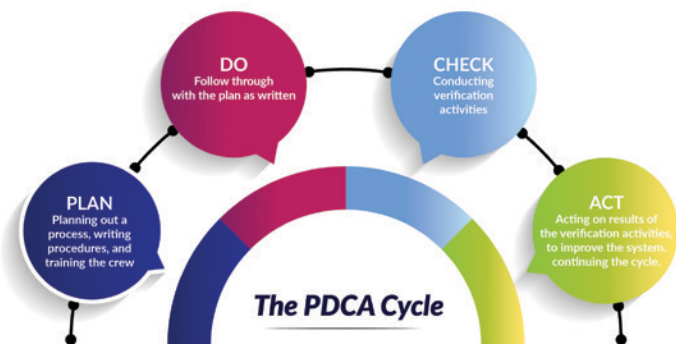 PLAN
Planning out a
process, writing
procedures, and
training the crew
DO
Follow through
with the plan as written
CHECK
Conducting
verification
activities
ACT
Acting on results of
the verification activities,
to improve the system.
continuing the cycle.
The PDCA Cycle